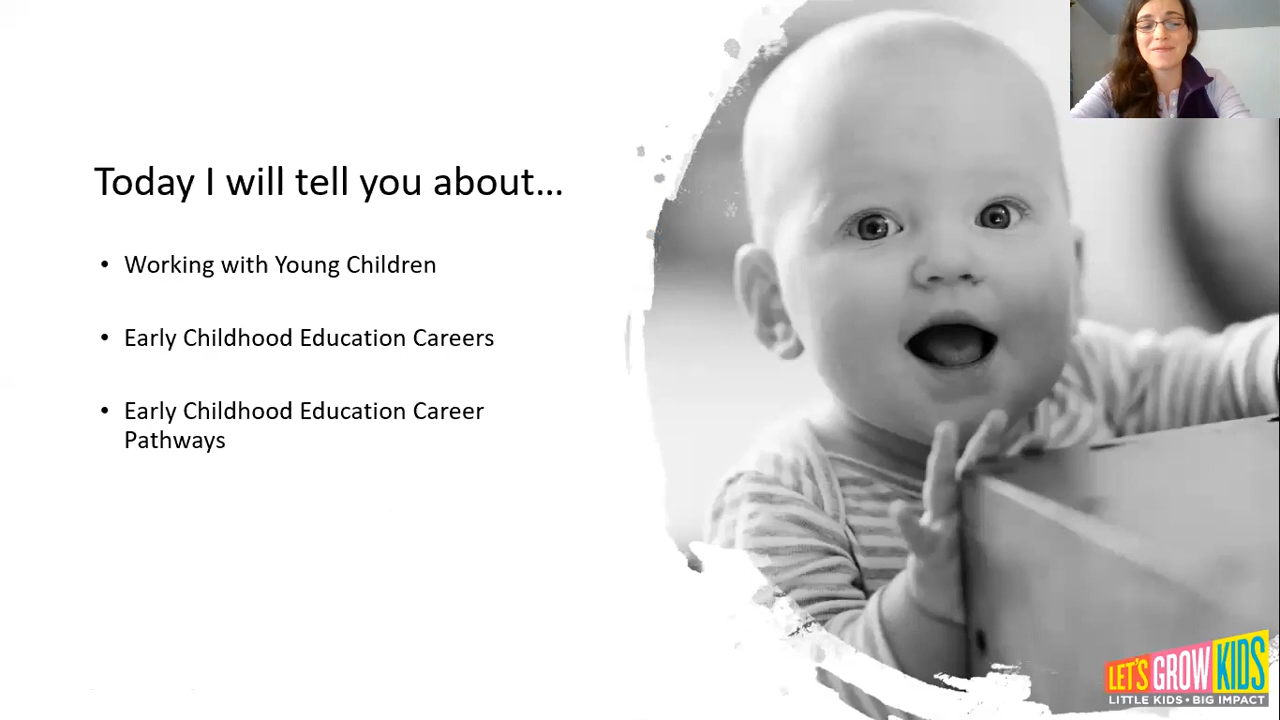 Today I will tell you about…
• Working with Young Children
• Early Childhood Education Careers
• Early Childhood Education Career
Pathways
LET'S GROW KIDS
LITTLE KIDS • BIG IMPACT